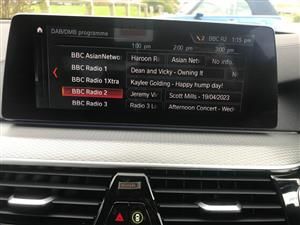 DAB/DMB programme
BBC R2 1:15 pm
1:00 pm 2:00 pm 3:00 pm
BBC AsianNetwo Haroon R Asian Net No info.
BBC Radio 1 Dean and Vicky - Owning It
BBC Radio 1Xtra Kaylee Golding - Happy hump day!
BBC Radio 2 Jeremy Vi Scott Mills - 19/04/2023
BBC Radio 3 Radio 3 L Afternoon Concert - Wed